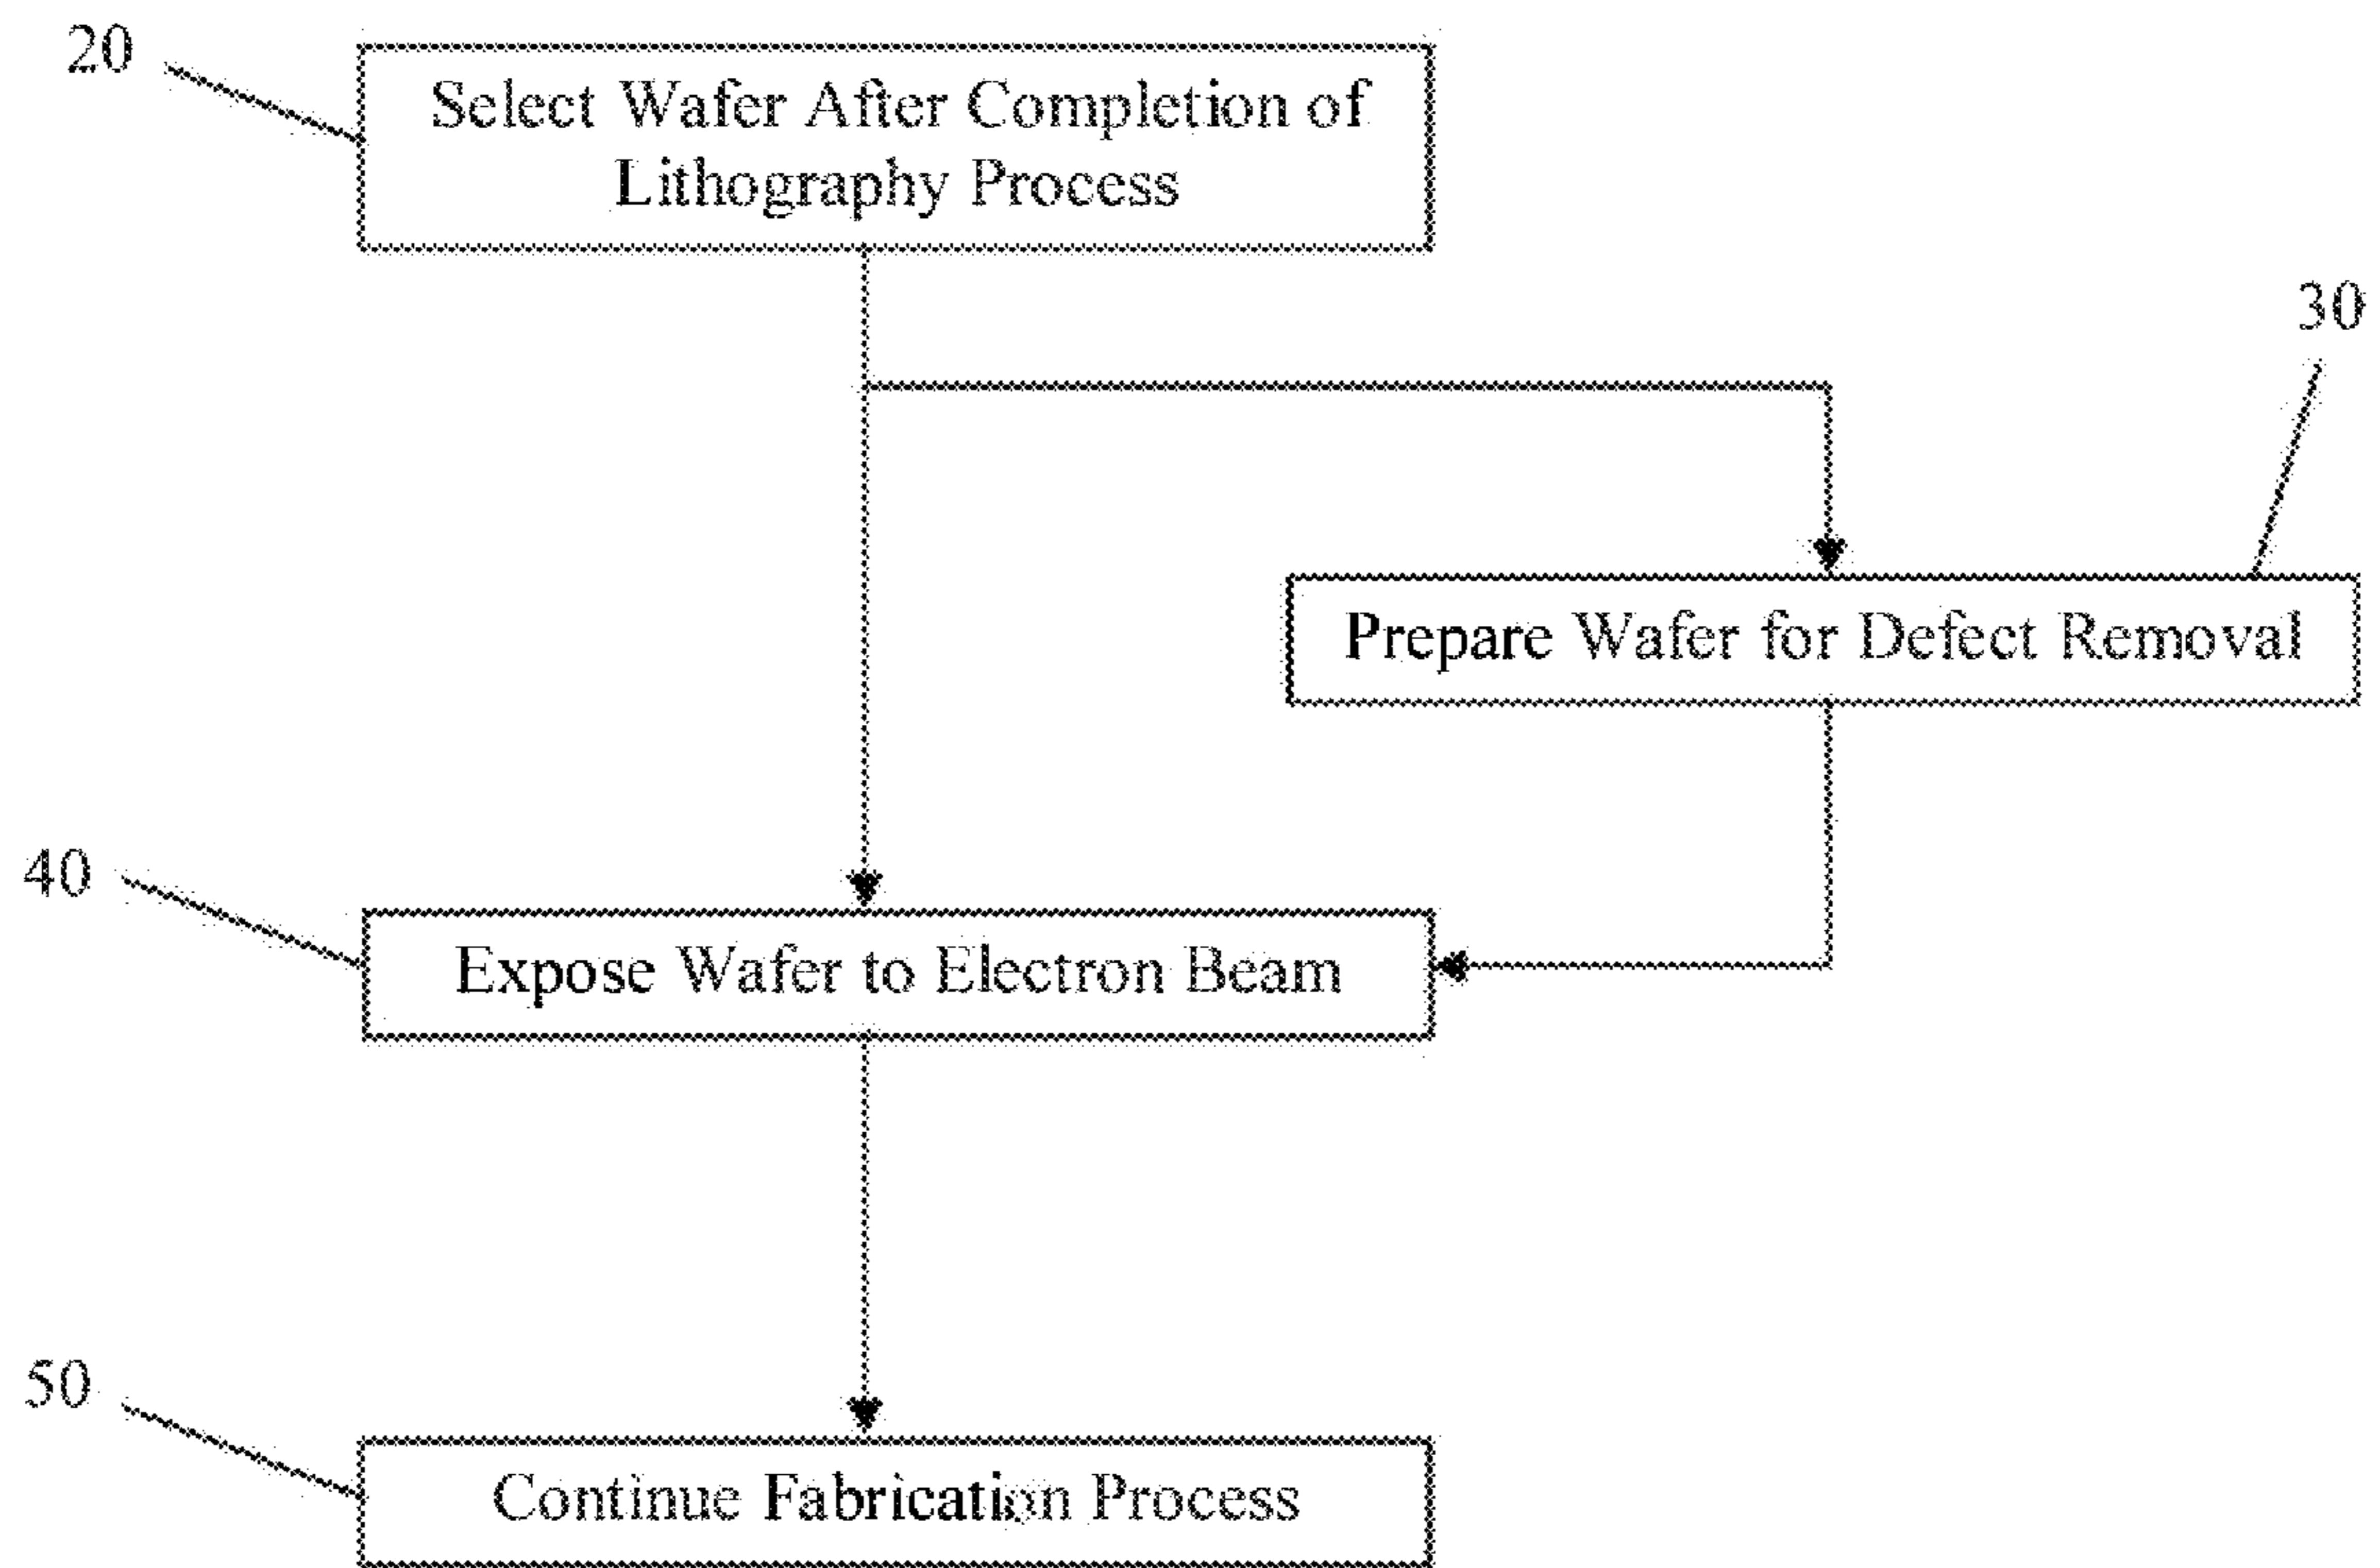 20
Select Wafer After Completion of
Lithography Process
30
Prepare Wafer for Defect Removal
40
Expose Wafer to Electron Beam
50
Continue Fabrication Process